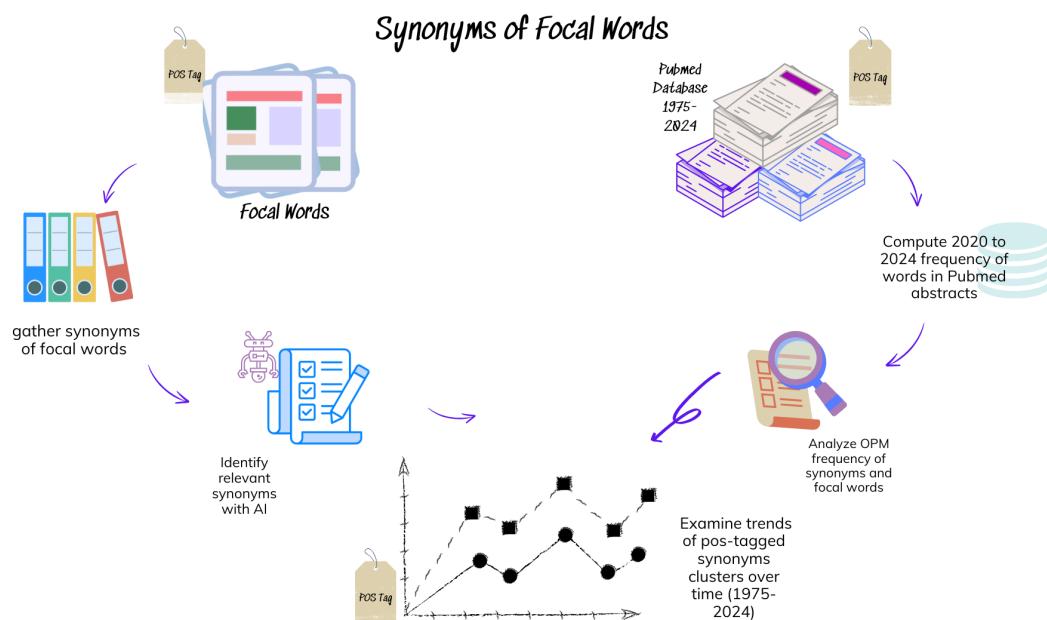 Synonyms of Focal Words
POS Tag
Focal Words
gather synonyms
of focal words
Identify
relevant
synonyms
with AI
Pubmed
Database
1975-
2024
POS Tag
Compute 2020 to
2024 frequency of
words in Pubmed
abstracts
Analyze OPM
frequency of
synonyms and
focal words
Examine trends
of pos-tagged
synonyms
clusters over
time (1975-
2024)
POS Tag